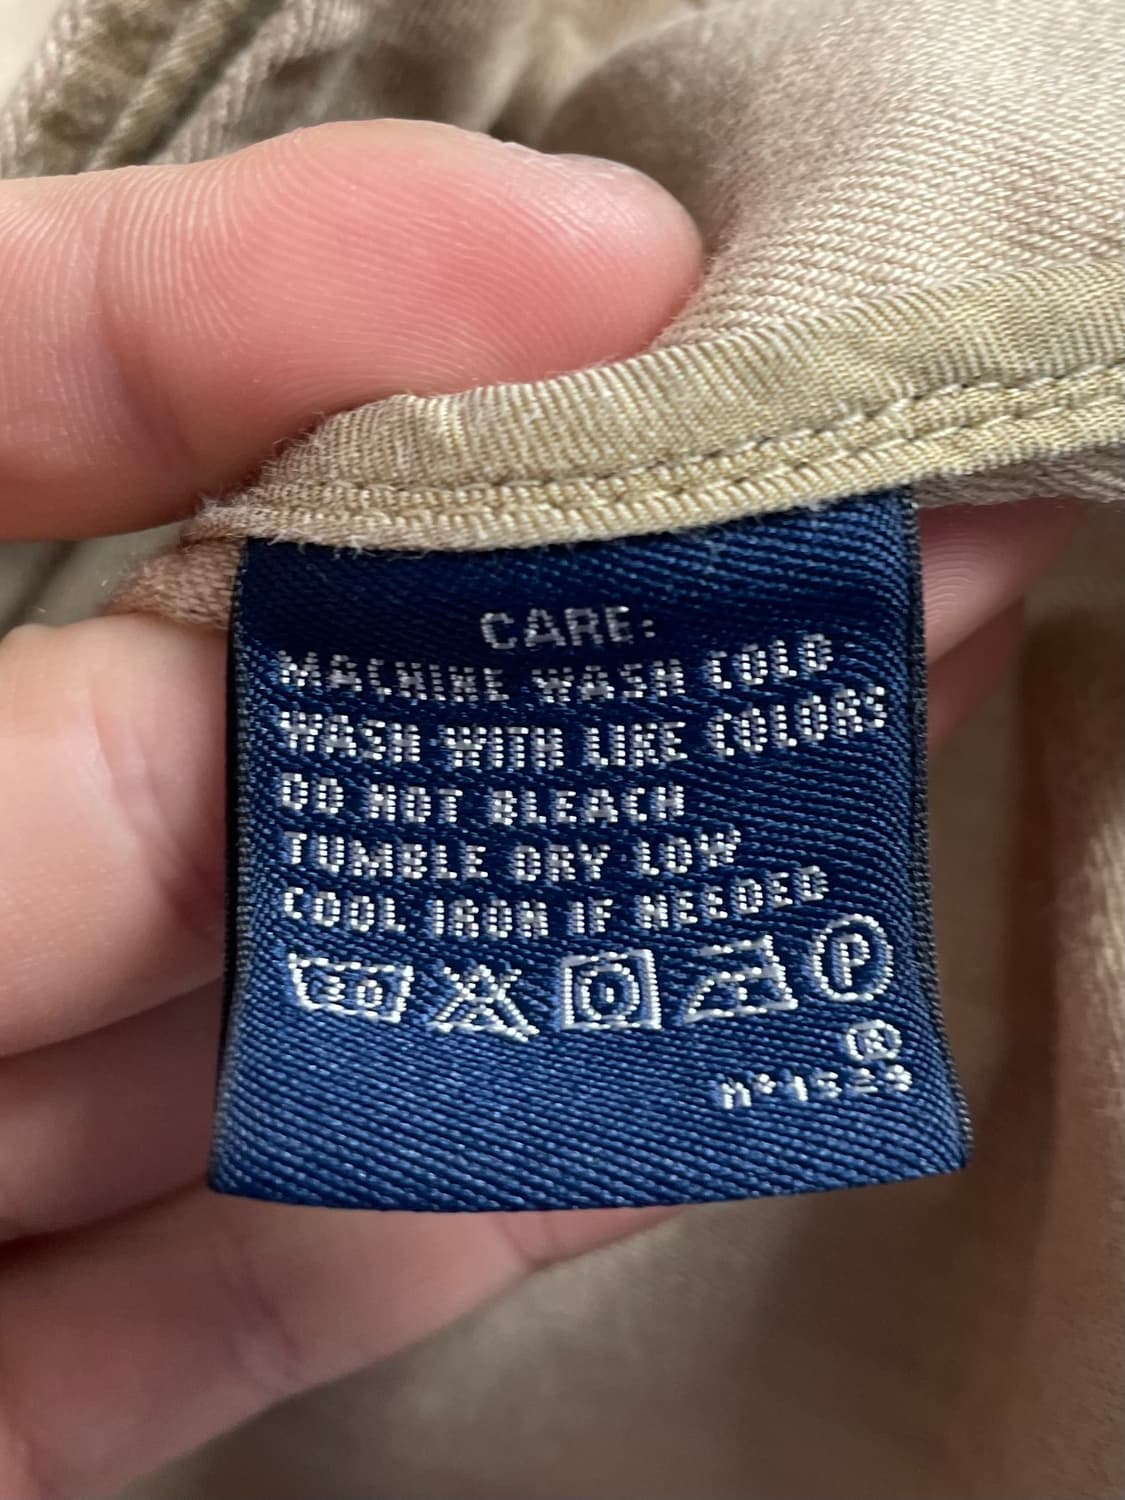 CARE:
MACHINE WASH COLD
WASH WITH LIKE COLORS
DO NOT BLEACH
TUMBLE DRY LOW
COOL IRON IF NEEDED
30 P
®